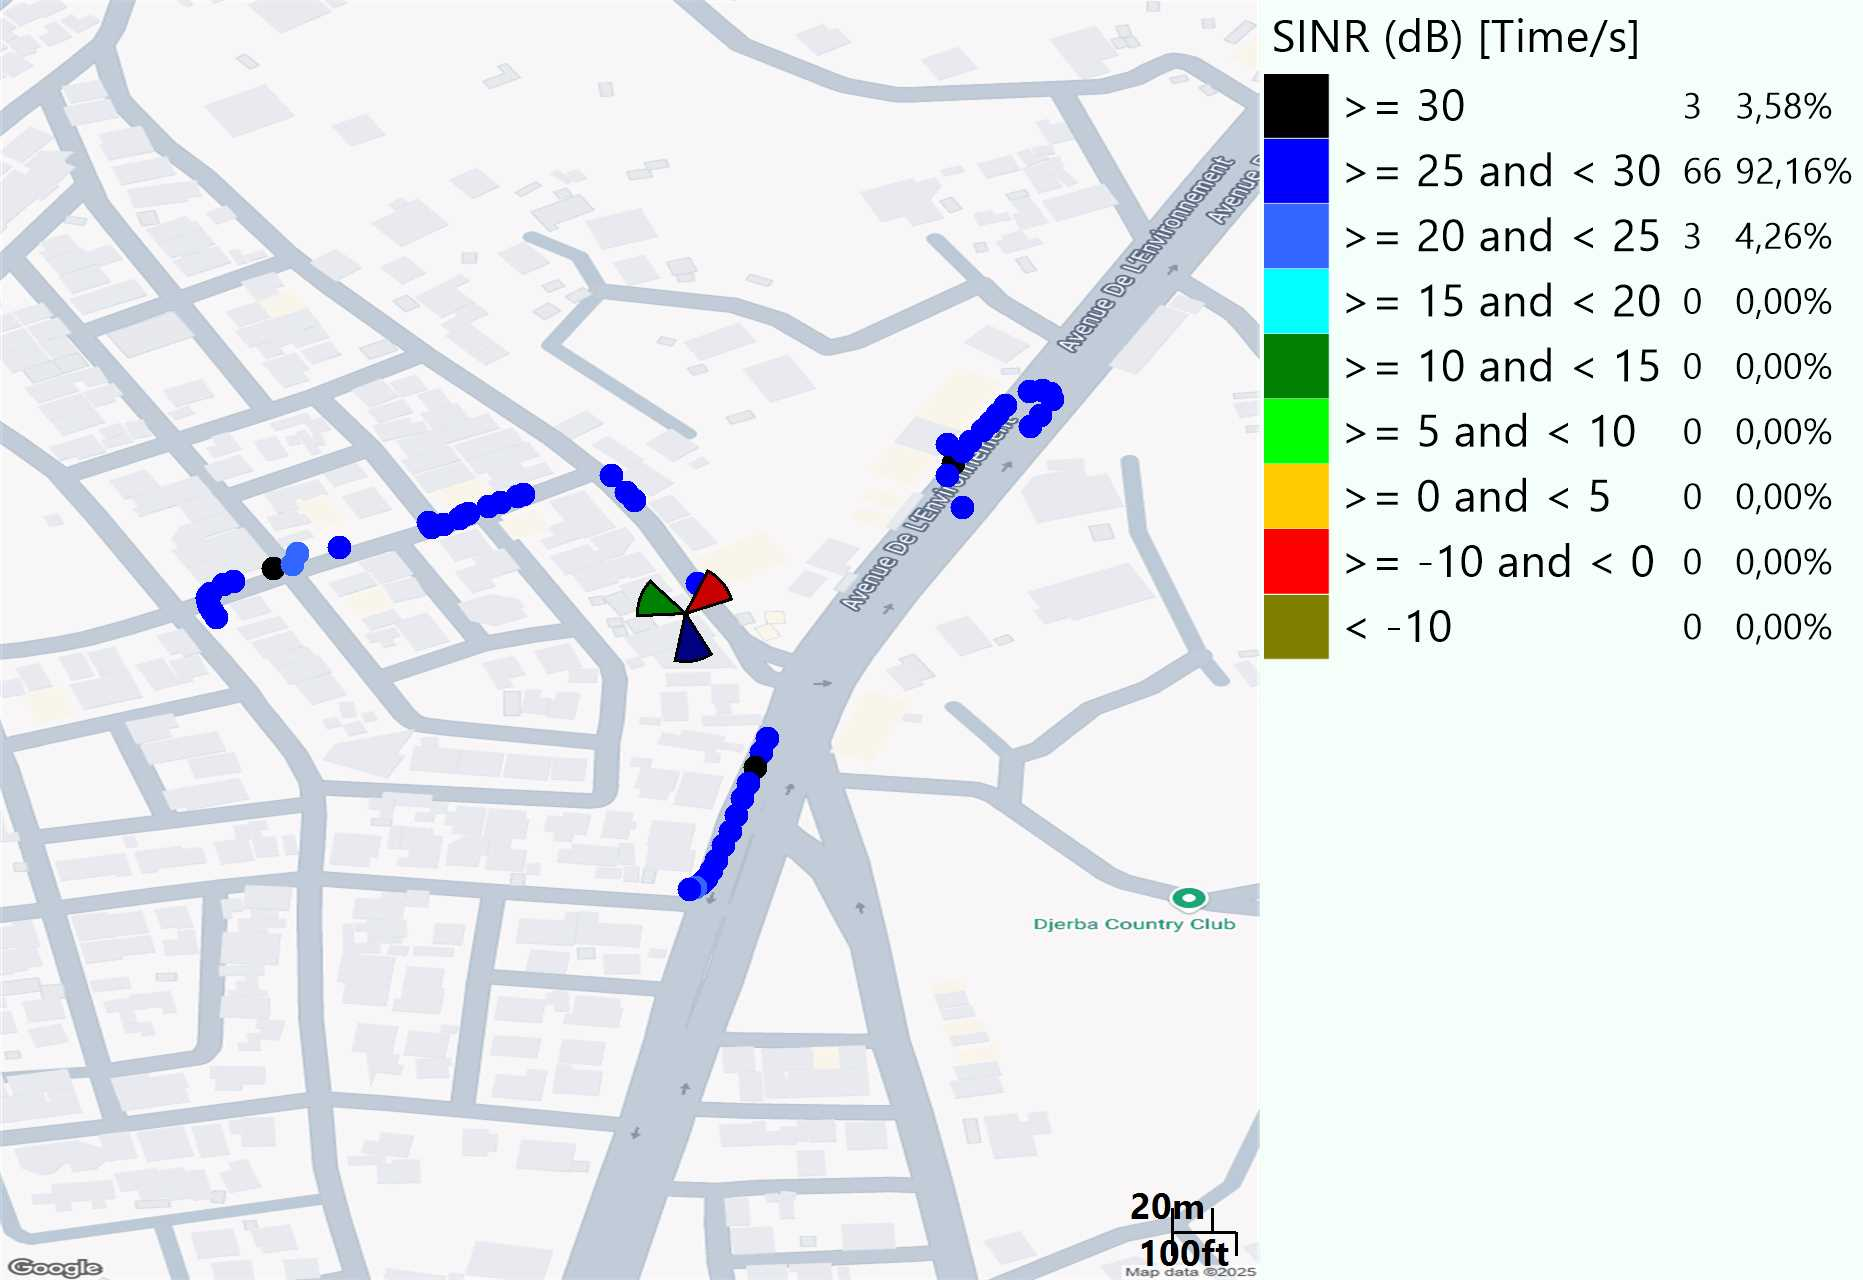 SINR (dB) [Time/s]
>= 30 3 3,58%
>= 25 and < 30 66 92,16%
>= 20 and < 25 3 4,26%
>= 15 and < 20 0 0,00%
>= 10 and < 15 0 0,00%
>= 5 and < 10 0 0,00%
>= 0 and < 5 0 0,00%
>= -10 and < 0 0 0,00%
< -10 0 0,00%
Avenue De L'Environnement
Avenue D
Avenue De L'Environnement
Djerba Country Club
20m
100ft
Google
Map data ©2025